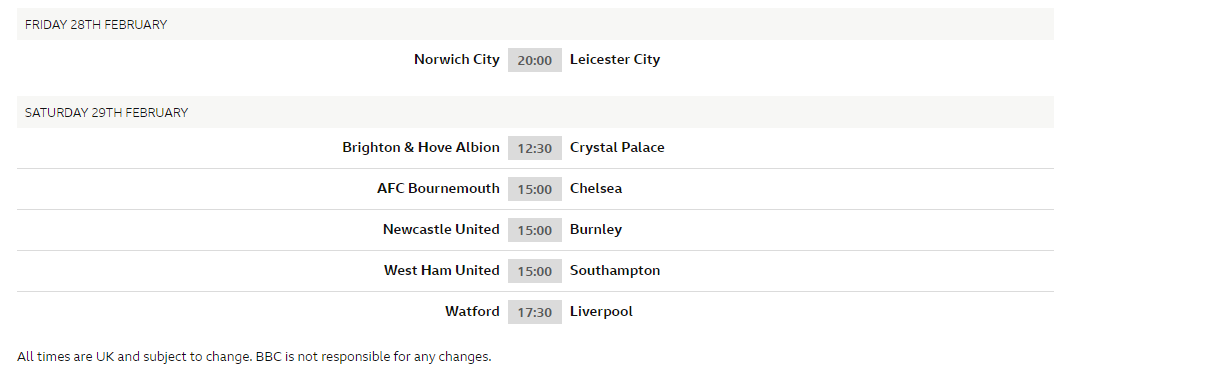 FRIDAY 28TH FEBRUARY
Norwich City 20:00 Leicester City
SATURDAY 29TH FEBRUARY
Brighton & Hove Albion 12:30 Crystal Palace
AFC Bournemouth 15:00 Chelsea
Newcastle United 15:00 Burnley
West Ham United 15:00 Southampton
Watford 17:30 Liverpool
All times are UK and subject to change. BBC is not responsible for any changes.